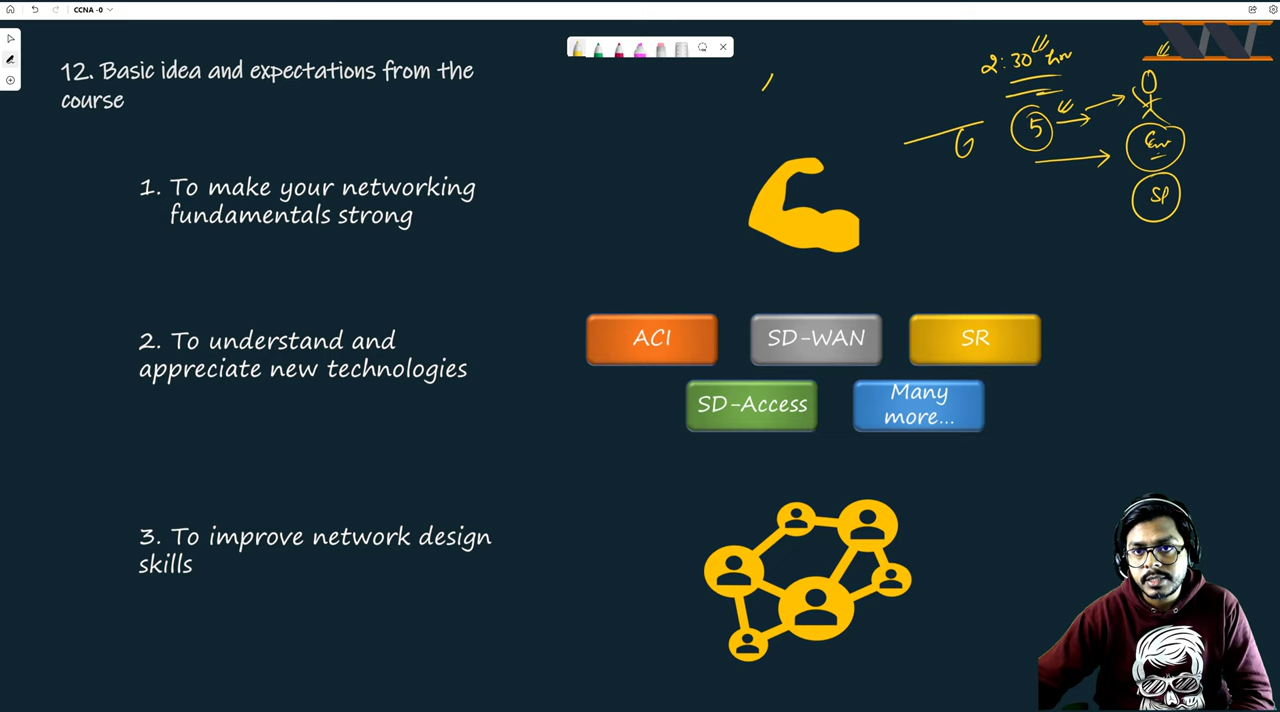 CCNA -0
12. Basic idea and expectations from the
course
2:30 hr
5
SP
1. To make your networking
fundamentals strong
2. To understand and
appreciate new technologies
ACI
SD-WAN
SR
SD-Access
Many
more...
3. To improve network design
skills